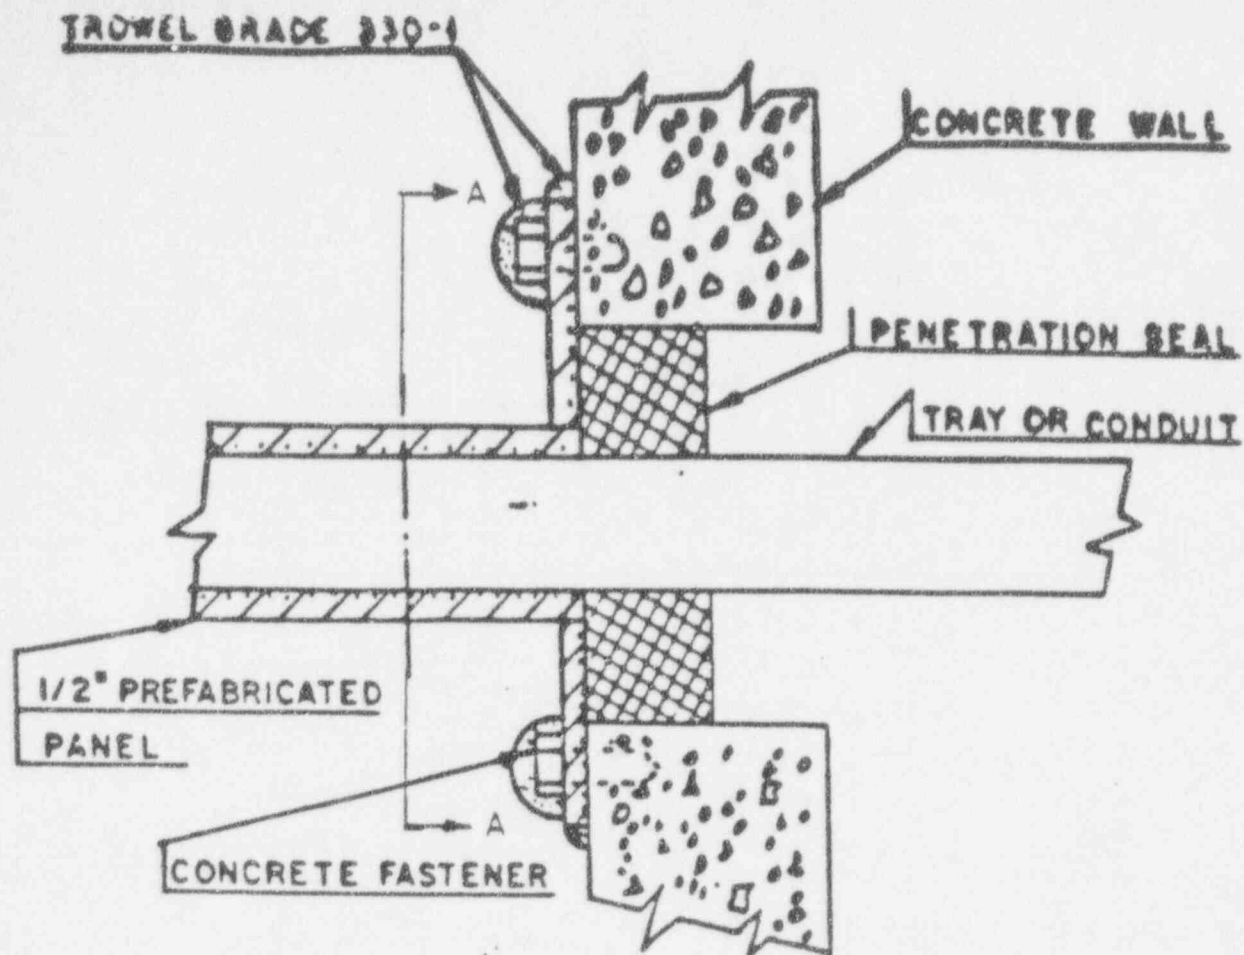 TROWEL GRADE 330-1
CONCRETE WALL
A
PENETRATION SEAL
TRAY OR CONDUIT
1/2" PREFABRICATED
PANEL
A
CONCRETE FASTENER